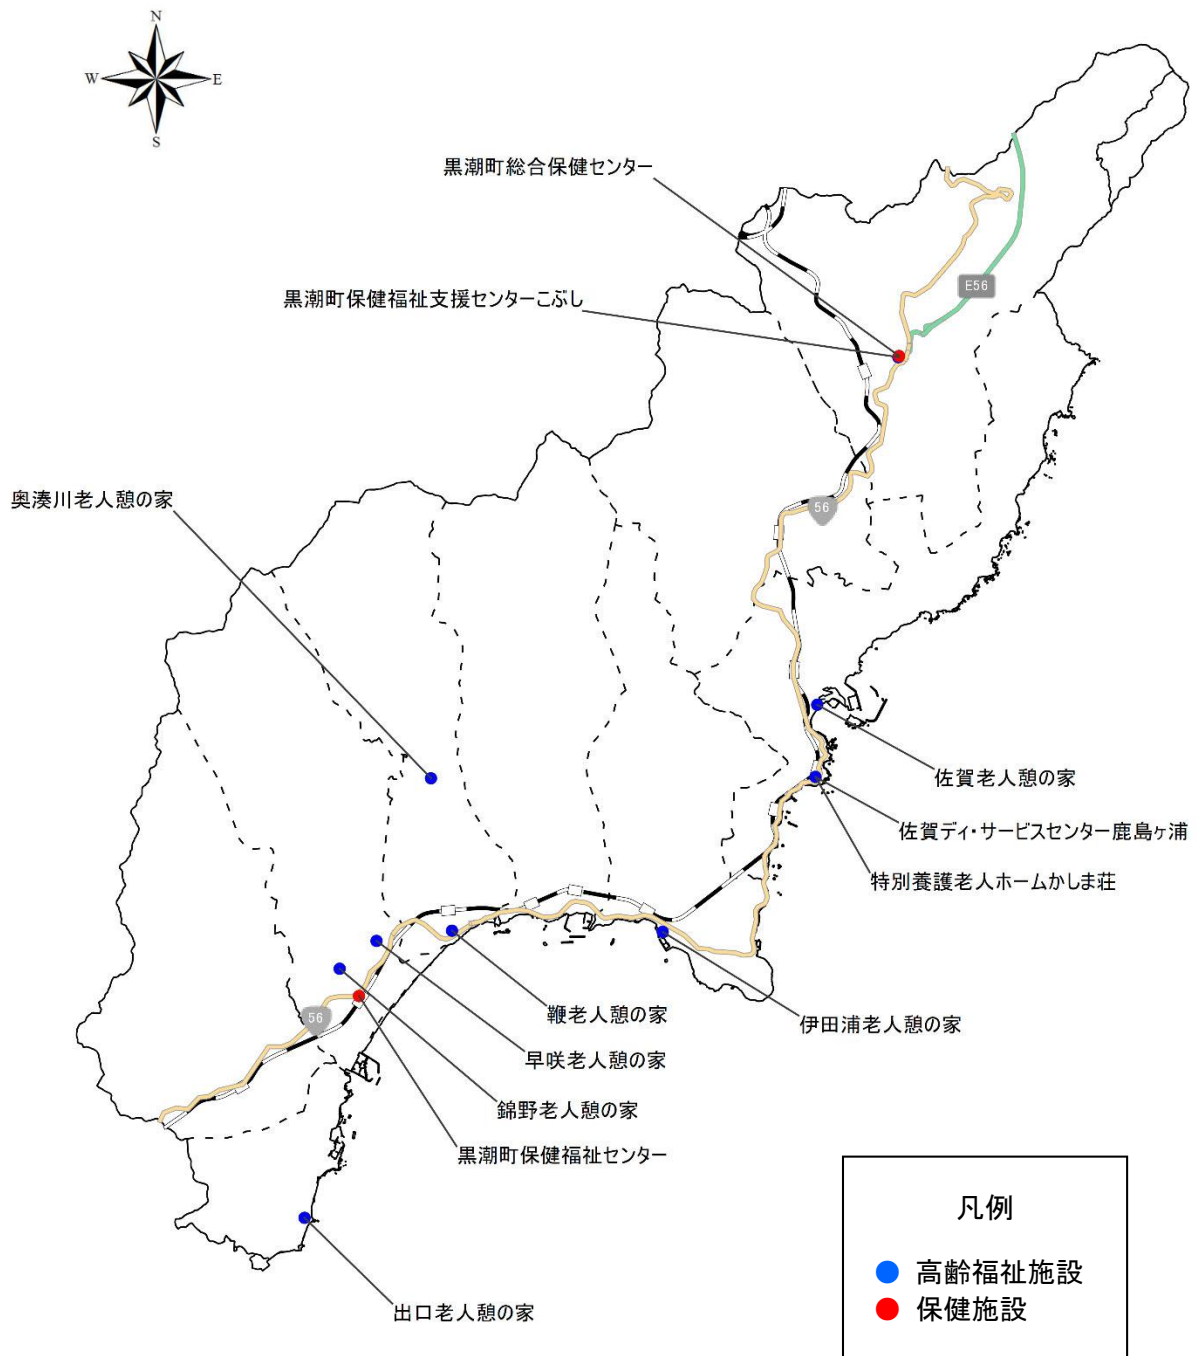 N
W
E
S
黒潮町総合保健センター
E56
黒潮町保健福祉支援センターこぶし
奥湊川老人憩の家
56
佐賀老人憩の家
佐賀ディ・サービスセンター鹿島ヶ浦
特別養護老人ホームかしま荘
鞭老人憩の家
伊田浦老人憩の家
56
早咲老人憩の家
錦野老人憩の家
黒潮町保健福祉センター
出口老人憩の家
凡例
高齢福祉施設
保健施設